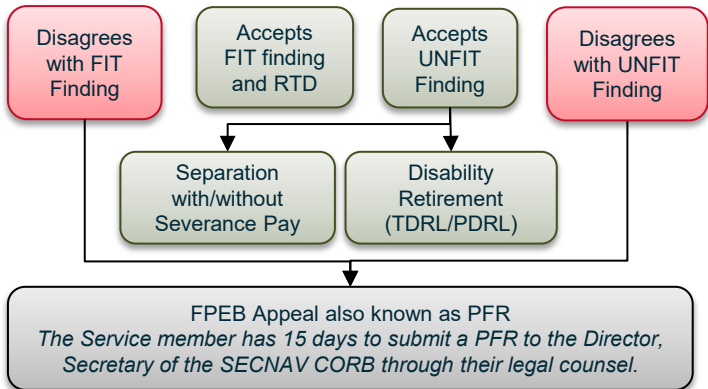 Disagrees
with FIT
Finding
Accepts
FIT finding
and RTD
Accepts
UNFIT
Finding
Disagrees
with UNFIT
Finding
Separation
with/without
Severance Pay
Disability
Retirement
(TDRL/PDRL)
FPEB Appeal also known as PFR
The Service member has 15 days to submit a PFR to the Director,
Secretary of the SECNAV CORB through their legal counsel.